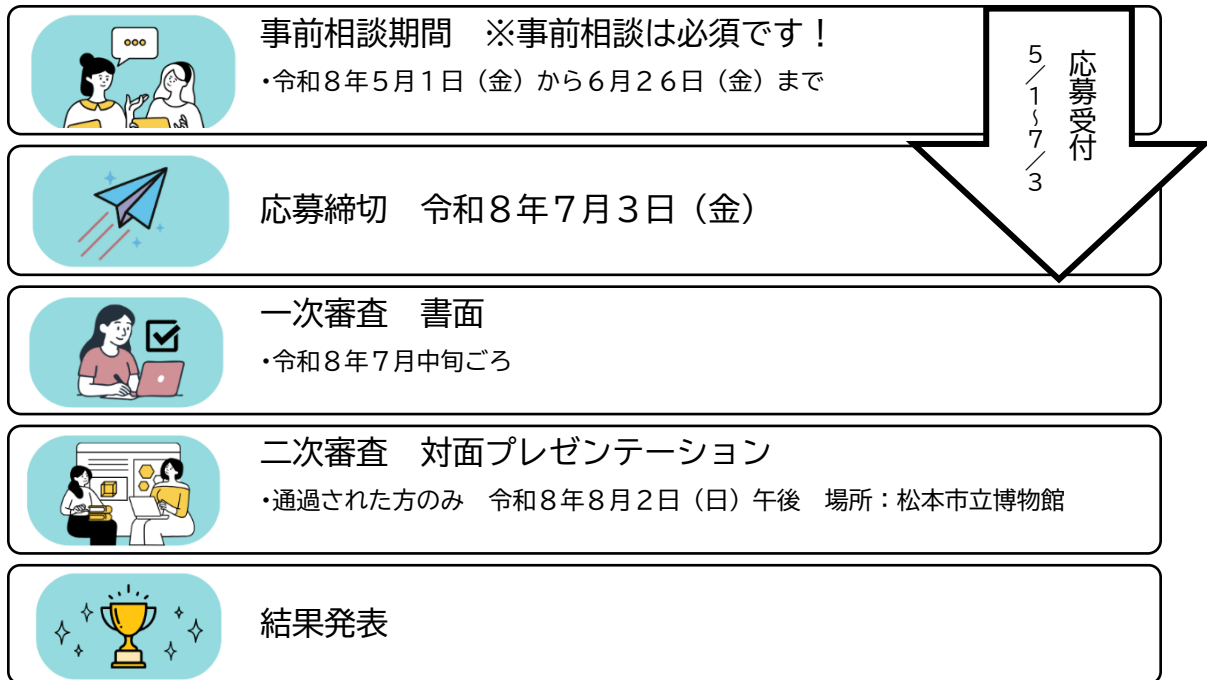 事前相談期間　※事前相談は必須です！
・令和８年５月１日（金）から６月２６日（金）まで
応募受付
５／１～７／３
応募締切　令和８年７月３日（金）
一次審査　書面
・令和８年７月中旬ごろ
二次審査　対面プレゼンテーション
・通過された方のみ　令和８年８月２日（日）午後　場所：松本市立博物館
結果発表